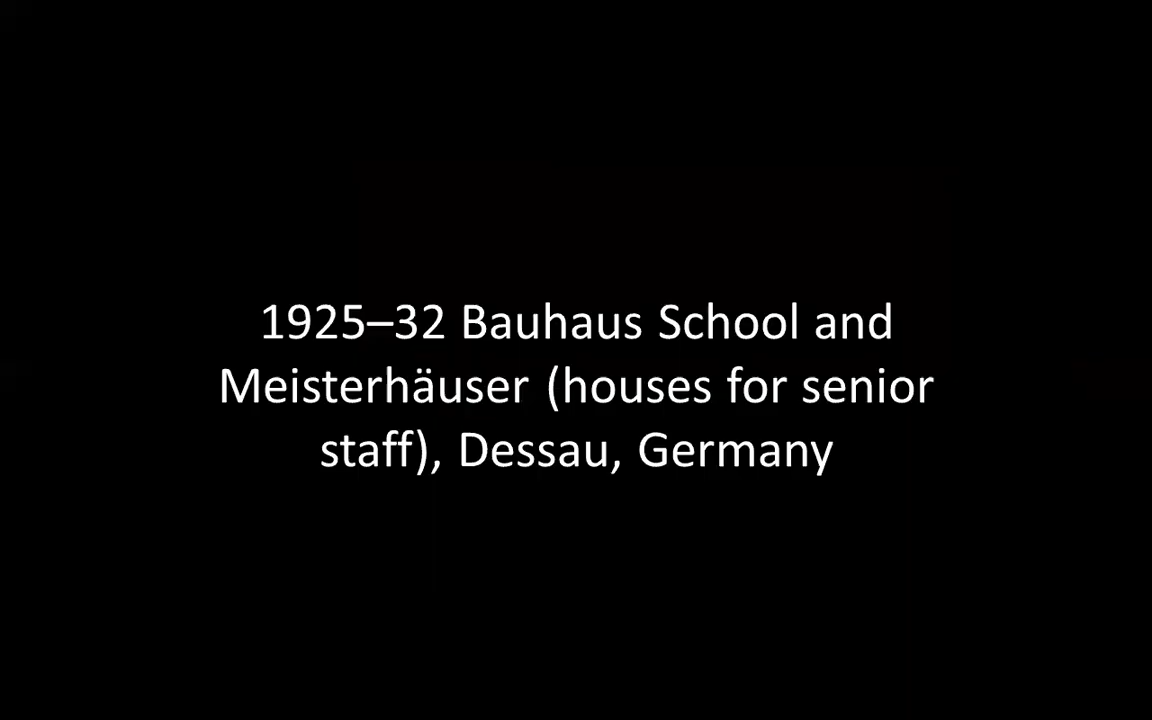 1925–32 Bauhaus School and
Meisterhäuser (houses for senior
staff), Dessau, Germany